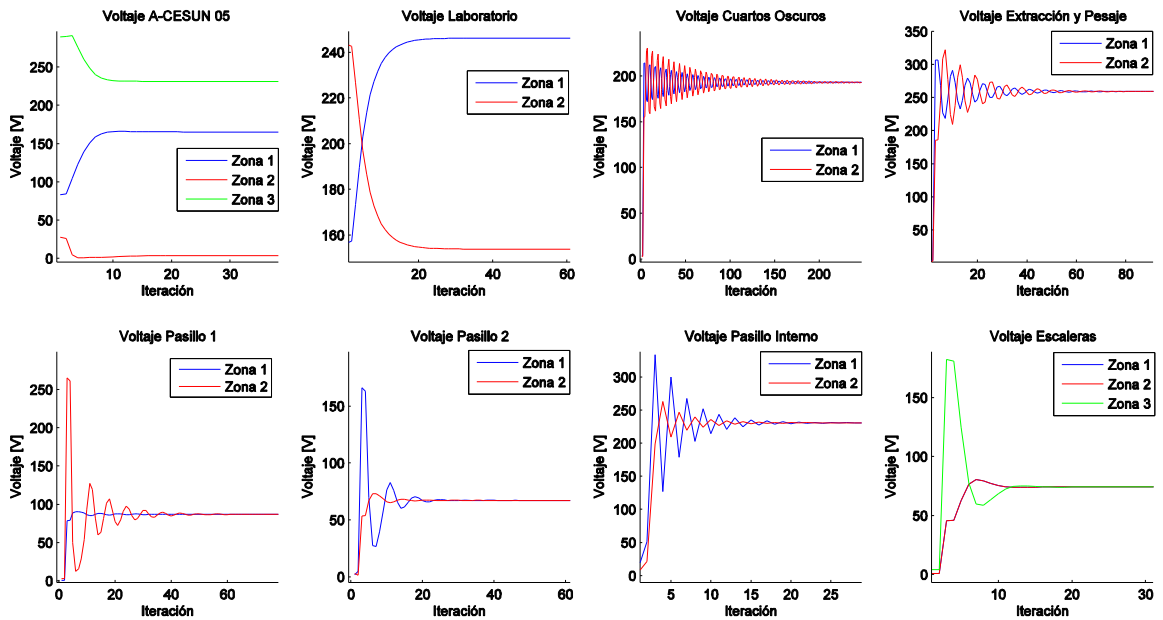 Voltaje A-CESUN 05
Voltaje [V]
250
200
150
100
50
0
10
20
30
Iteración
Zona 1
Zona 2
Zona 3
Voltaje Laboratorio
Voltaje [V]
240
220
200
180
160
0
20
40
60
Iteración
Zona 1
Zona 2
Voltaje Cuartos Oscuros
Voltaje [V]
200
150
100
50
0
0
50
100
150
200
Iteración
Zona 1
Zona 2
Voltaje Extracción y Pesaje
Voltaje [V]
350
300
250
200
150
100
50
20
40
60
80
Iteración
Zona 1
Zona 2
Voltaje Pasillo 1
Voltaje [V]
250
200
150
100
50
0
0
20
40
60
Iteración
Zona 1
Zona 2
Voltaje Pasillo 2
Voltaje [V]
150
100
50
0
0
20
40
60
Iteración
Zona 1
Zona 2
Voltaje Pasillo Interno
Voltaje [V]
300
250
200
150
100
50
0
5
10
15
20
25
Iteración
Zona 1
Zona 2
Voltaje Escaleras
Voltaje [V]
150
100
50
0
10
20
30
Iteración
Zona 1
Zona 2
Zona 3